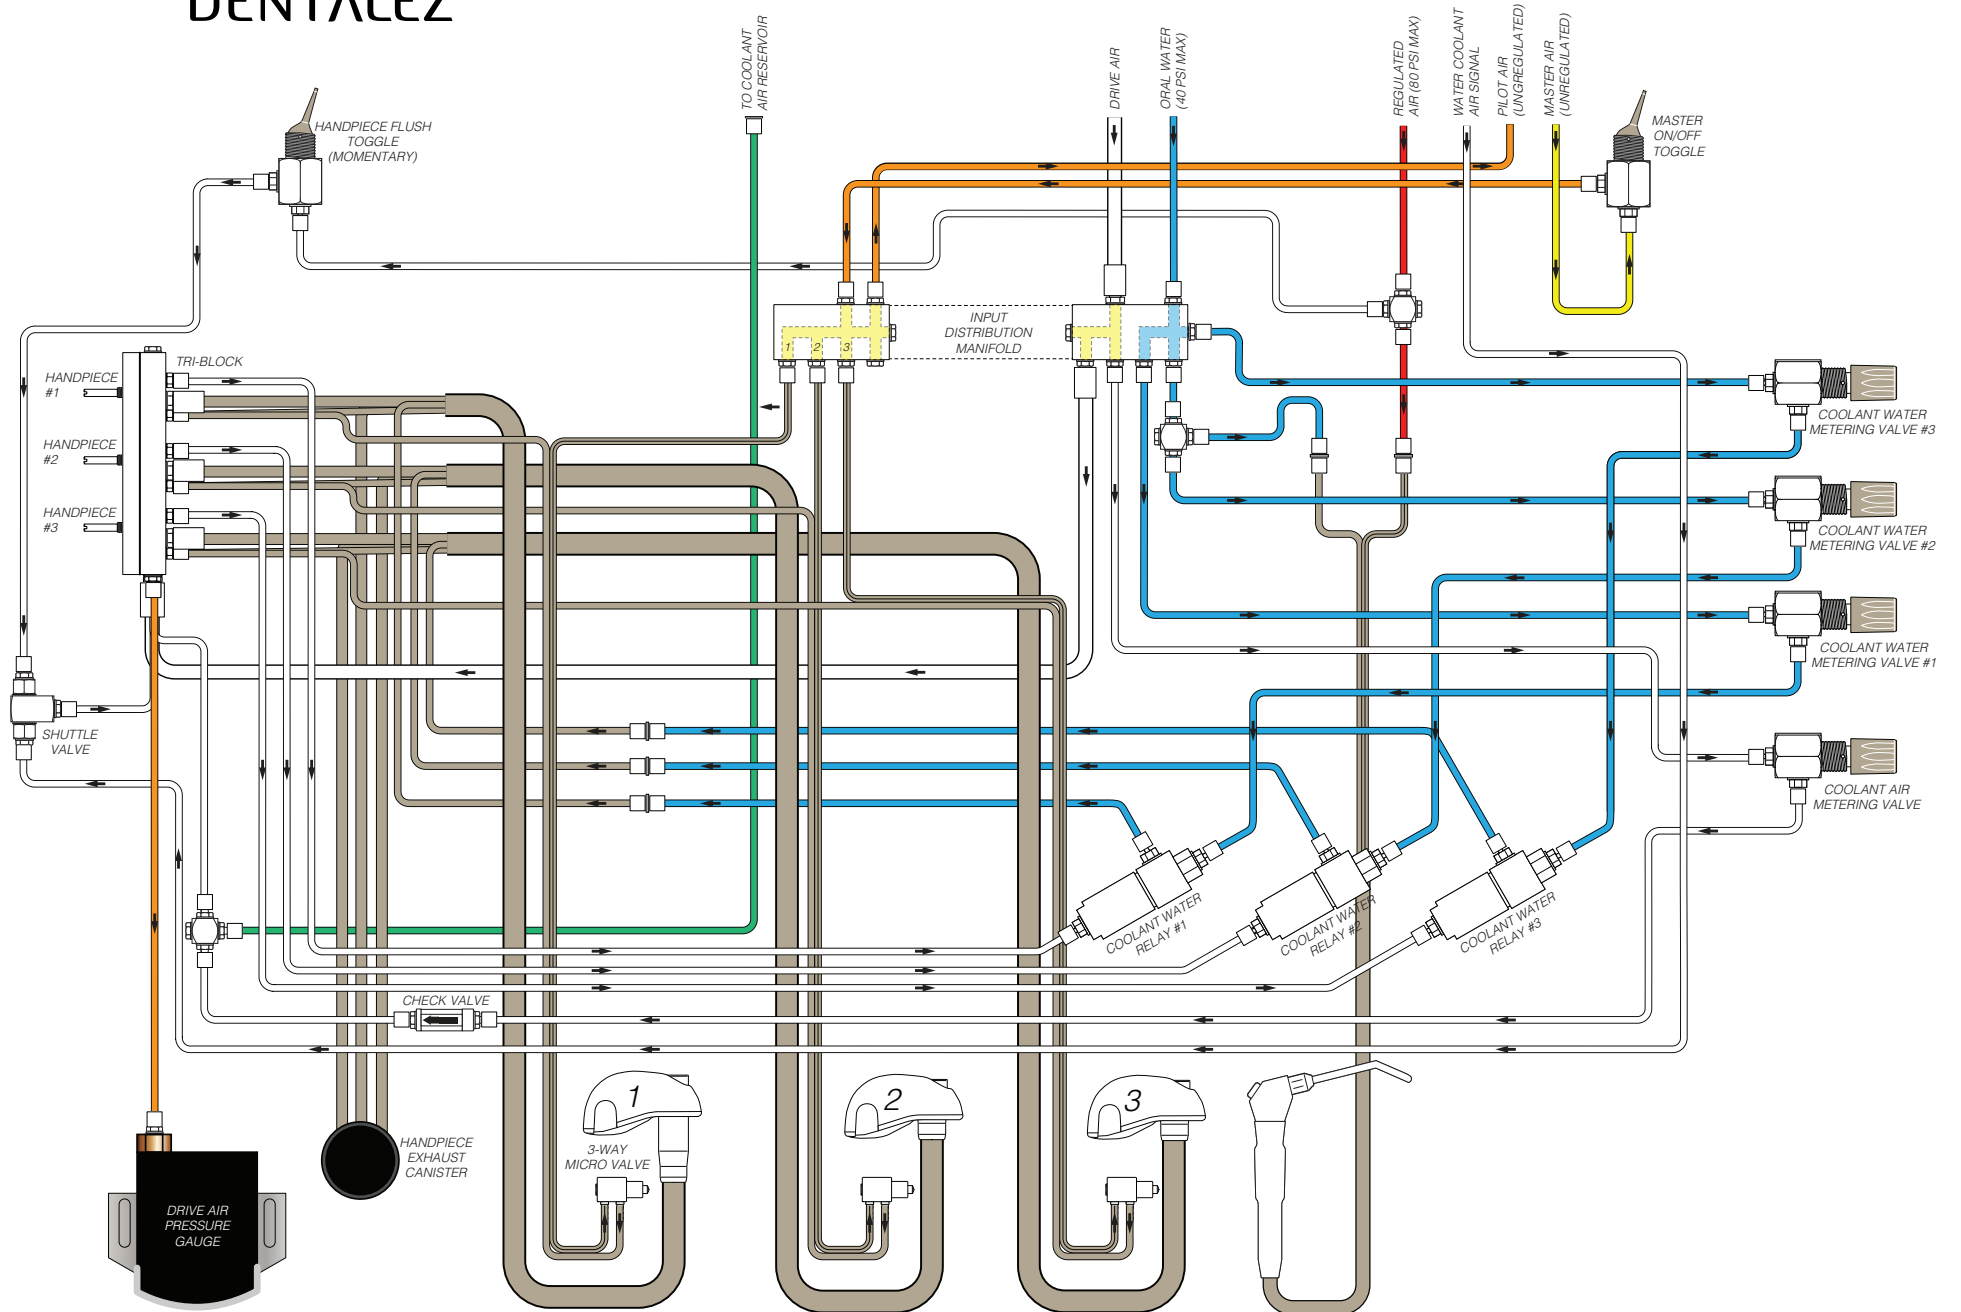 DENTALEZ
TO COOLANT
AIR RESERVOIR
DRIVE AIR
ORAL WATER
(40 PSI MAX)
REGULATED
AIR (80 PSI MAX)
WATER COOLANT
AIR SIGNAL
PILOT AIR
(UNGREGULATED)
MASTER AIR
(UNREGULATED)
HANDPIECE FLUSH
TOGGLE
(MOMENTARY)
MASTER
ON/OFF
TOGGLE
INPUT
DISTRIBUTION
MANIFOLD
1
2
3
TRI-BLOCK
HANDPIECE
#1
HANDPIECE
#2
HANDPIECE
#3
COOLANT WATER
METERING VALVE #3
COOLANT WATER
METERING VALVE #2
COOLANT WATER
METERING VALVE #1
SHUTTLE
VALVE
COOLANT AIR
METERING VALVE
COOLANT WATER
RELAY #1
COOLANT WATER
RELAY #2
COOLANT WATER
RELAY #3
CHECK VALVE
1
2
3
HANDPIECE
EXHAUST
CANISTER
3-WAY
MICRO VALVE
DRIVE AIR
PRESSURE
GAUGE